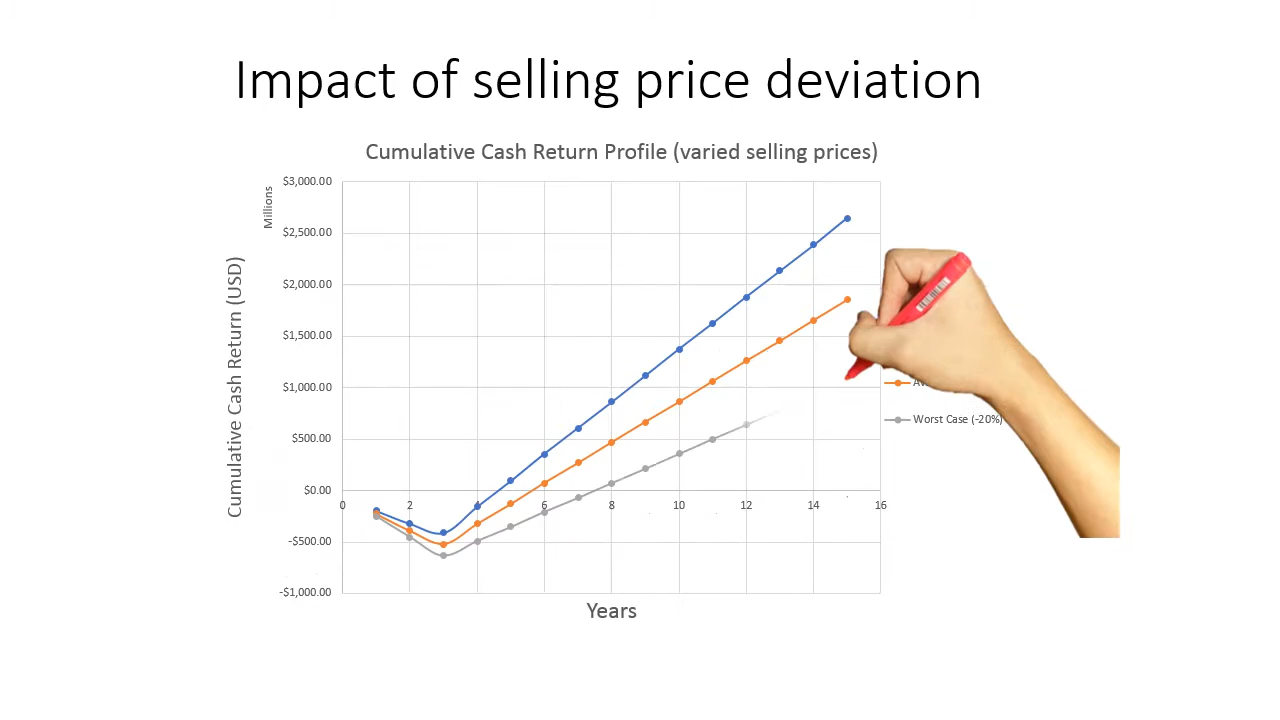 Impact of selling price deviation
Cumulative Cash Return Profile (varied selling prices)
Millions
Cumulative Cash Return (USD)
$3,000.00
$2,500.00
$2,000.00
$1,500.00
$1,000.00
$500.00
$0.00
-$500.00
-$1,000.00
0 2 4 6 8 10 12 14 16
Years
Worst Case (-20%)